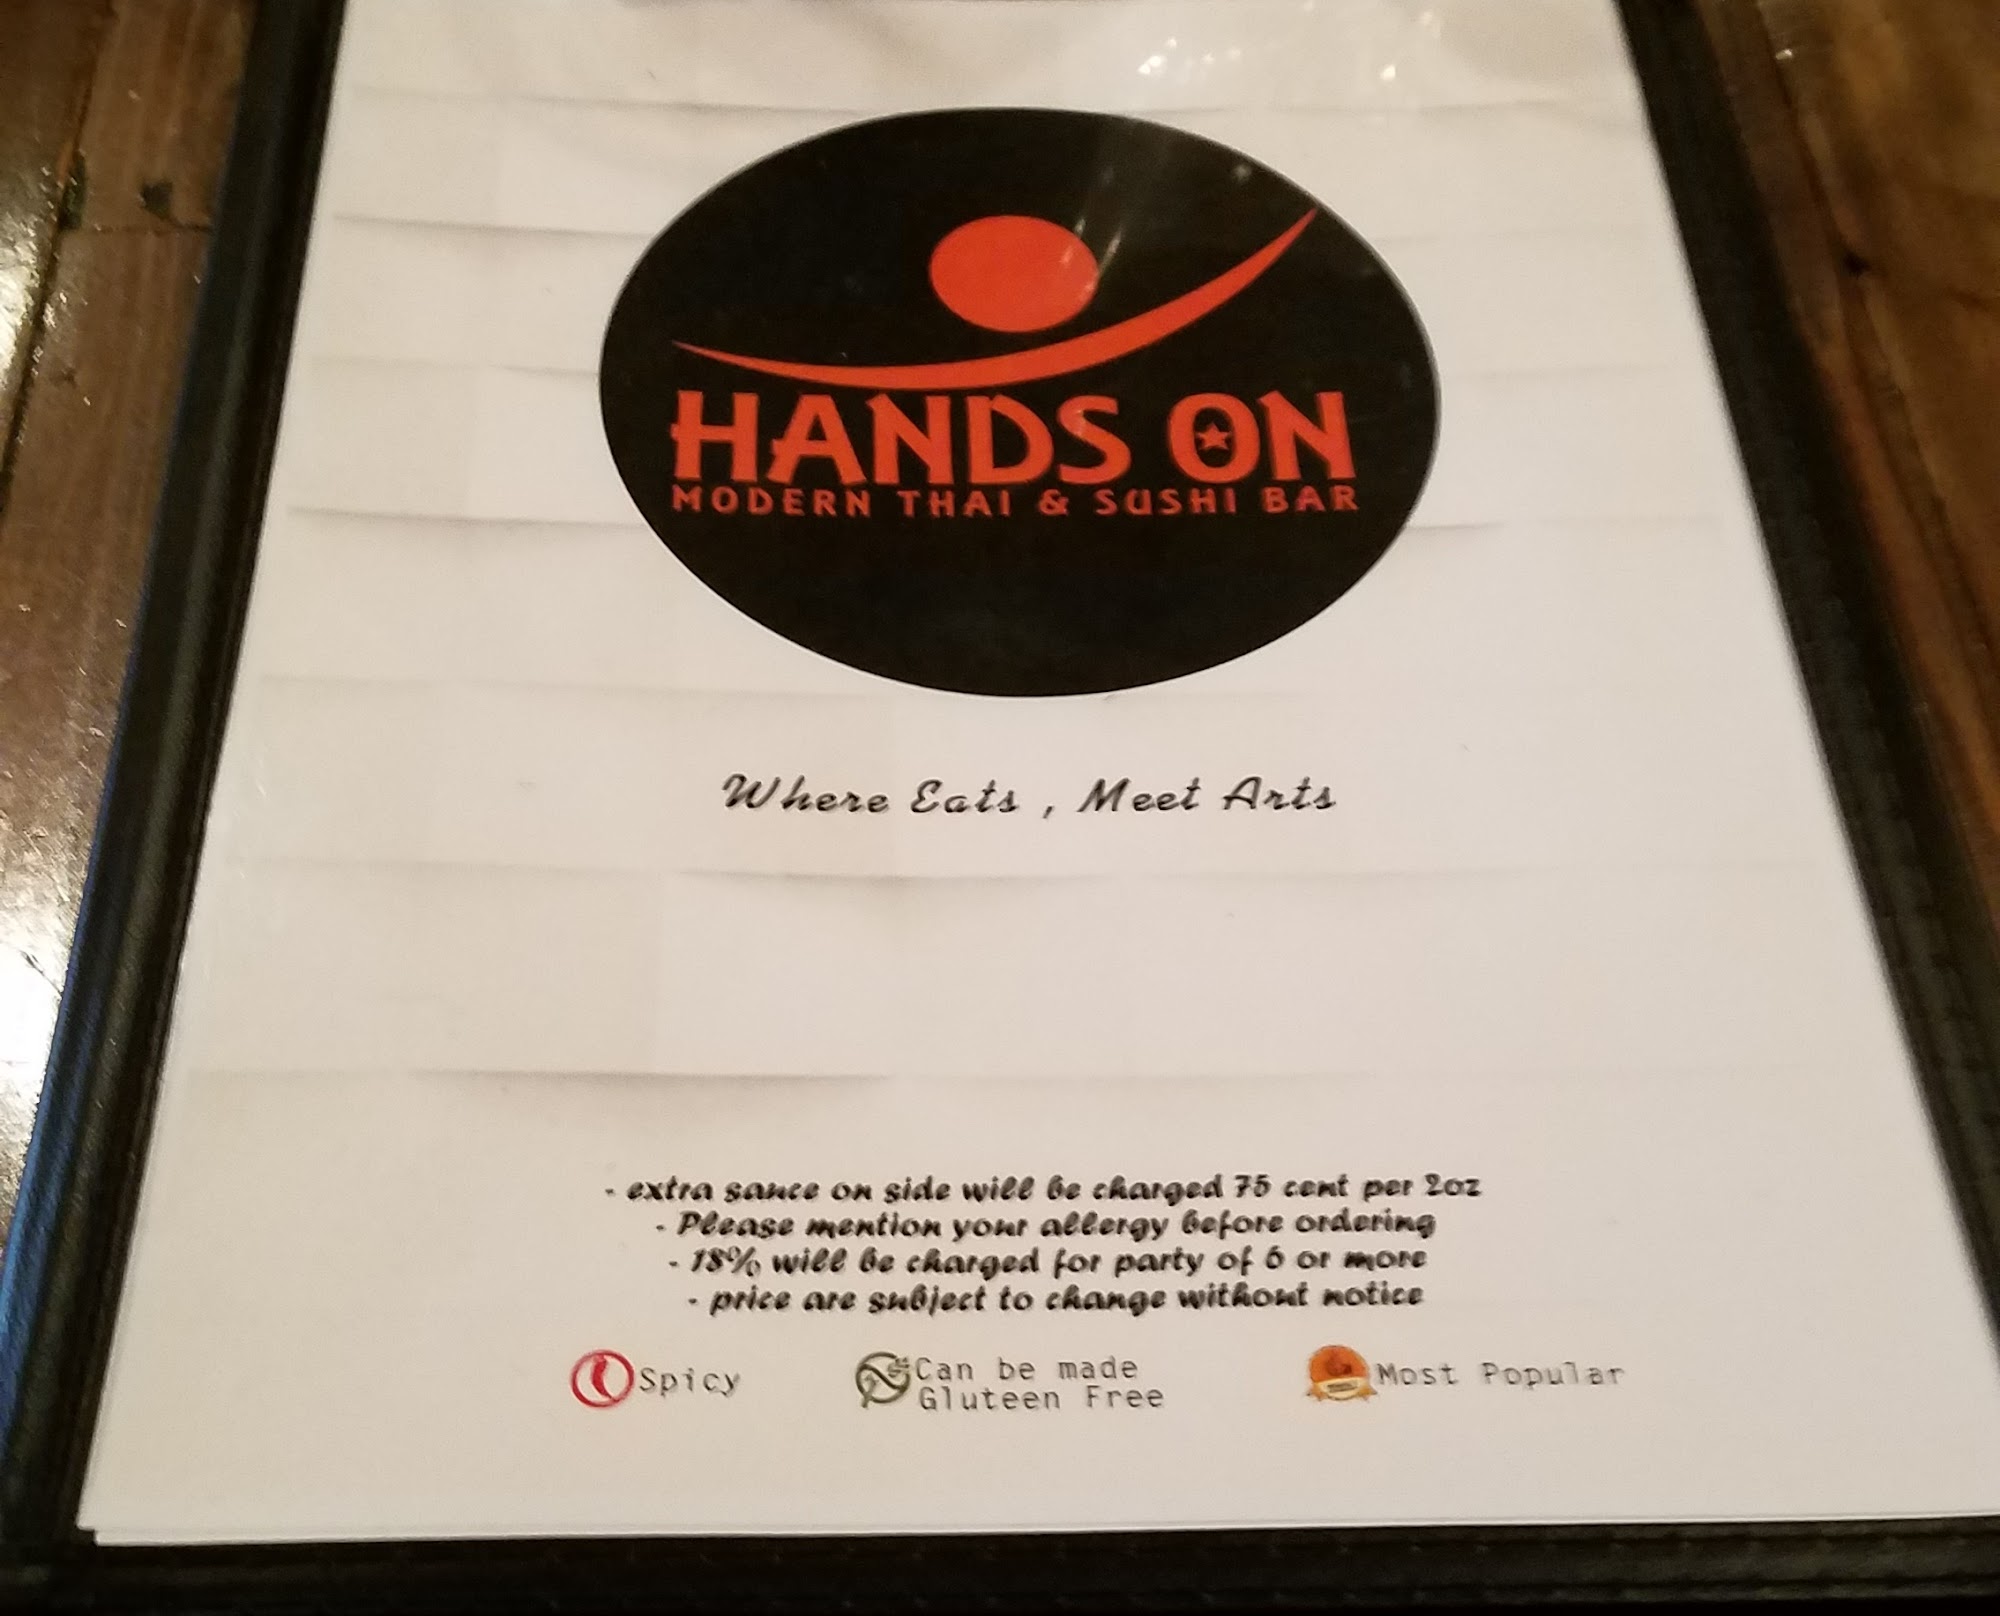 HANDS ON
MODERN THAI & SUSHI BAR
Where Eats , Meet Arts
- extra sauce on side will be charged 75 cent per 2oz
- Please mention your allergy before ordering
- 18% will be charged for party of 6 or more
- price are subject to change without notice
Spicy
Can be made
Gluteen Free
Most Popular